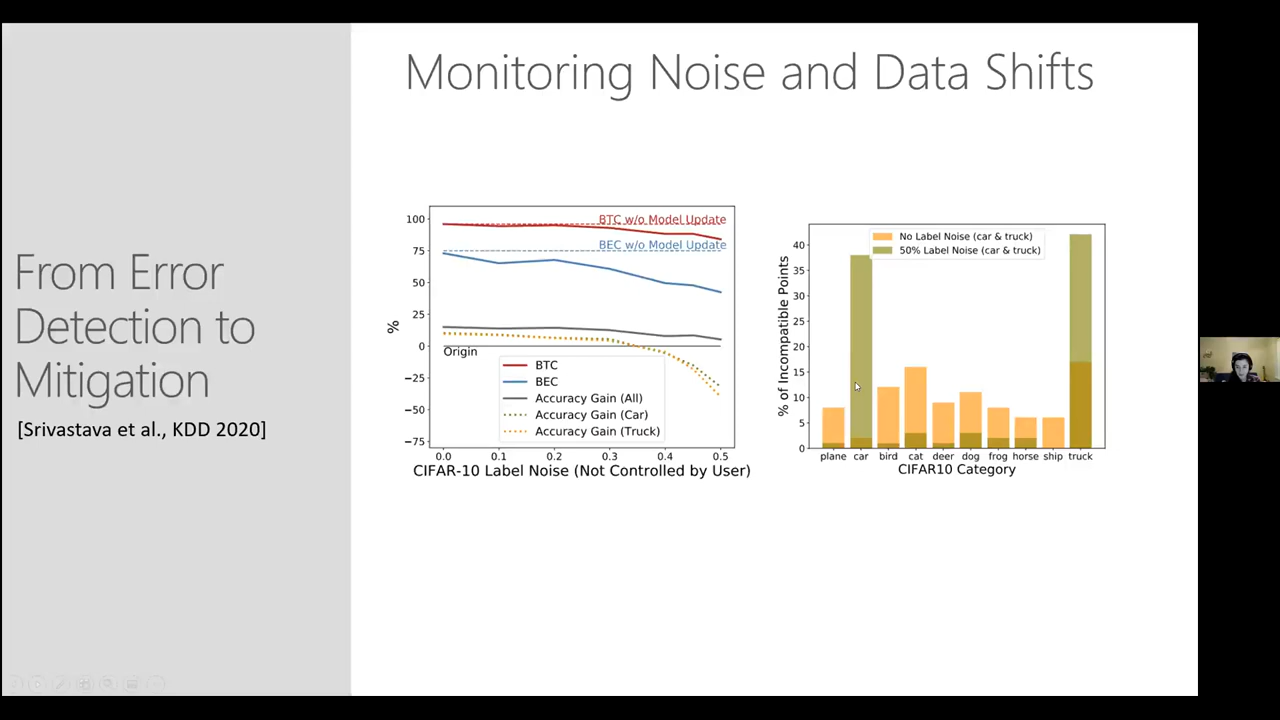 Monitoring Noise and Data Shifts
From Error
Detection to
Mitigation
[Srivastava et al., KDD 2020]
100
75
50
25
0
−25
−50
−75
%
BTC w/o Model Update
BEC w/o Model Update
Origin
BTC
BEC
Accuracy Gain (All)
Accuracy Gain (Car)
Accuracy Gain (Truck)
0.0 0.1 0.2 0.3 0.4 0.5
CIFAR-10 Label Noise (Not Controlled by User)
No Label Noise (car & truck)
50% Label Noise (car & truck)
% of Incompatible Points
40
35
30
25
20
15
10
5
0
plane car bird cat deer dog frog horse ship truck
CIFAR10 Category